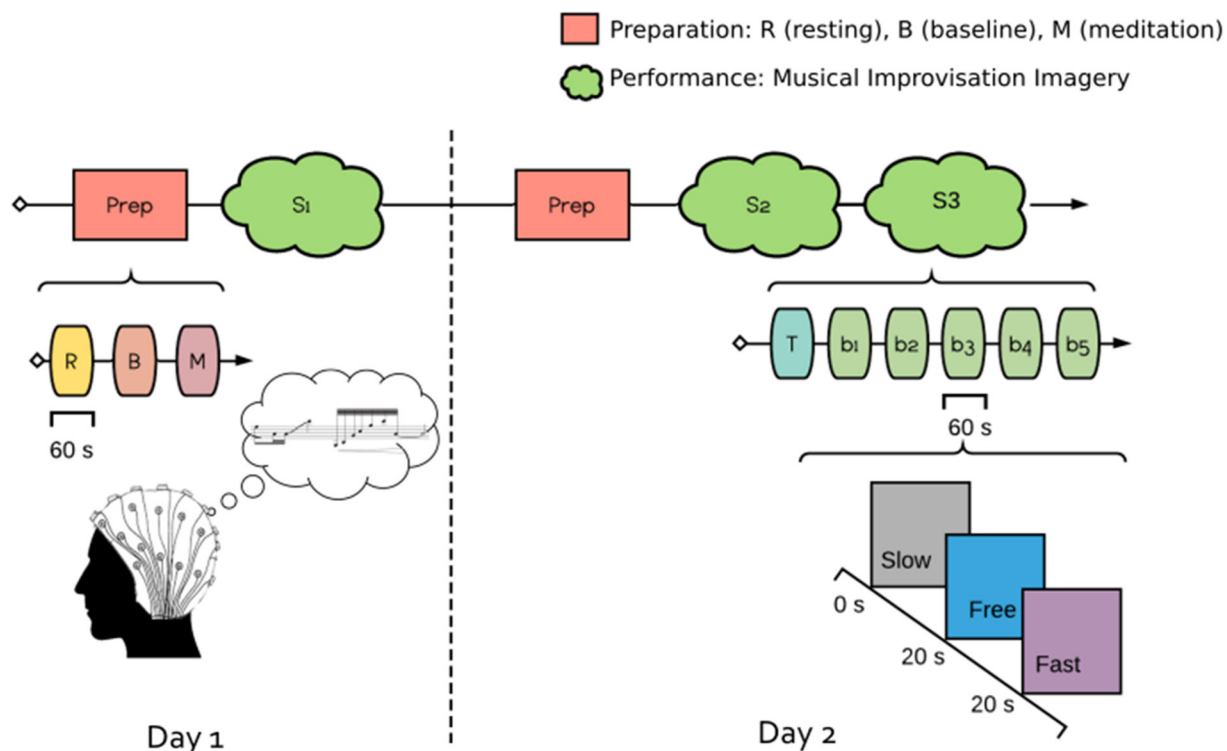 Preparation: R (resting), B (baseline), M (meditation)
Performance: Musical Improvisation Imagery
Prep
S1
Prep
S2
S3
R
B
M
60 s
T
b1
b2
b3
b4
b5
60 s
Slow
Free
Fast
0 s
20 s
20 s
Day 1
Day 2